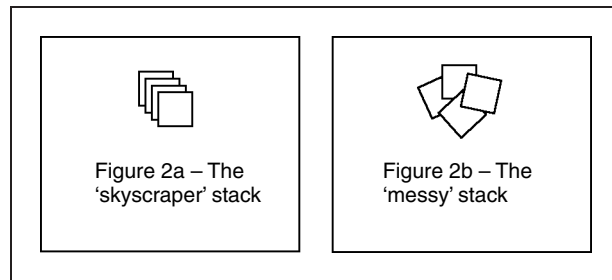 Figure 2a – The
‘skyscraper’ stack
Figure 2b – The
‘messy’ stack